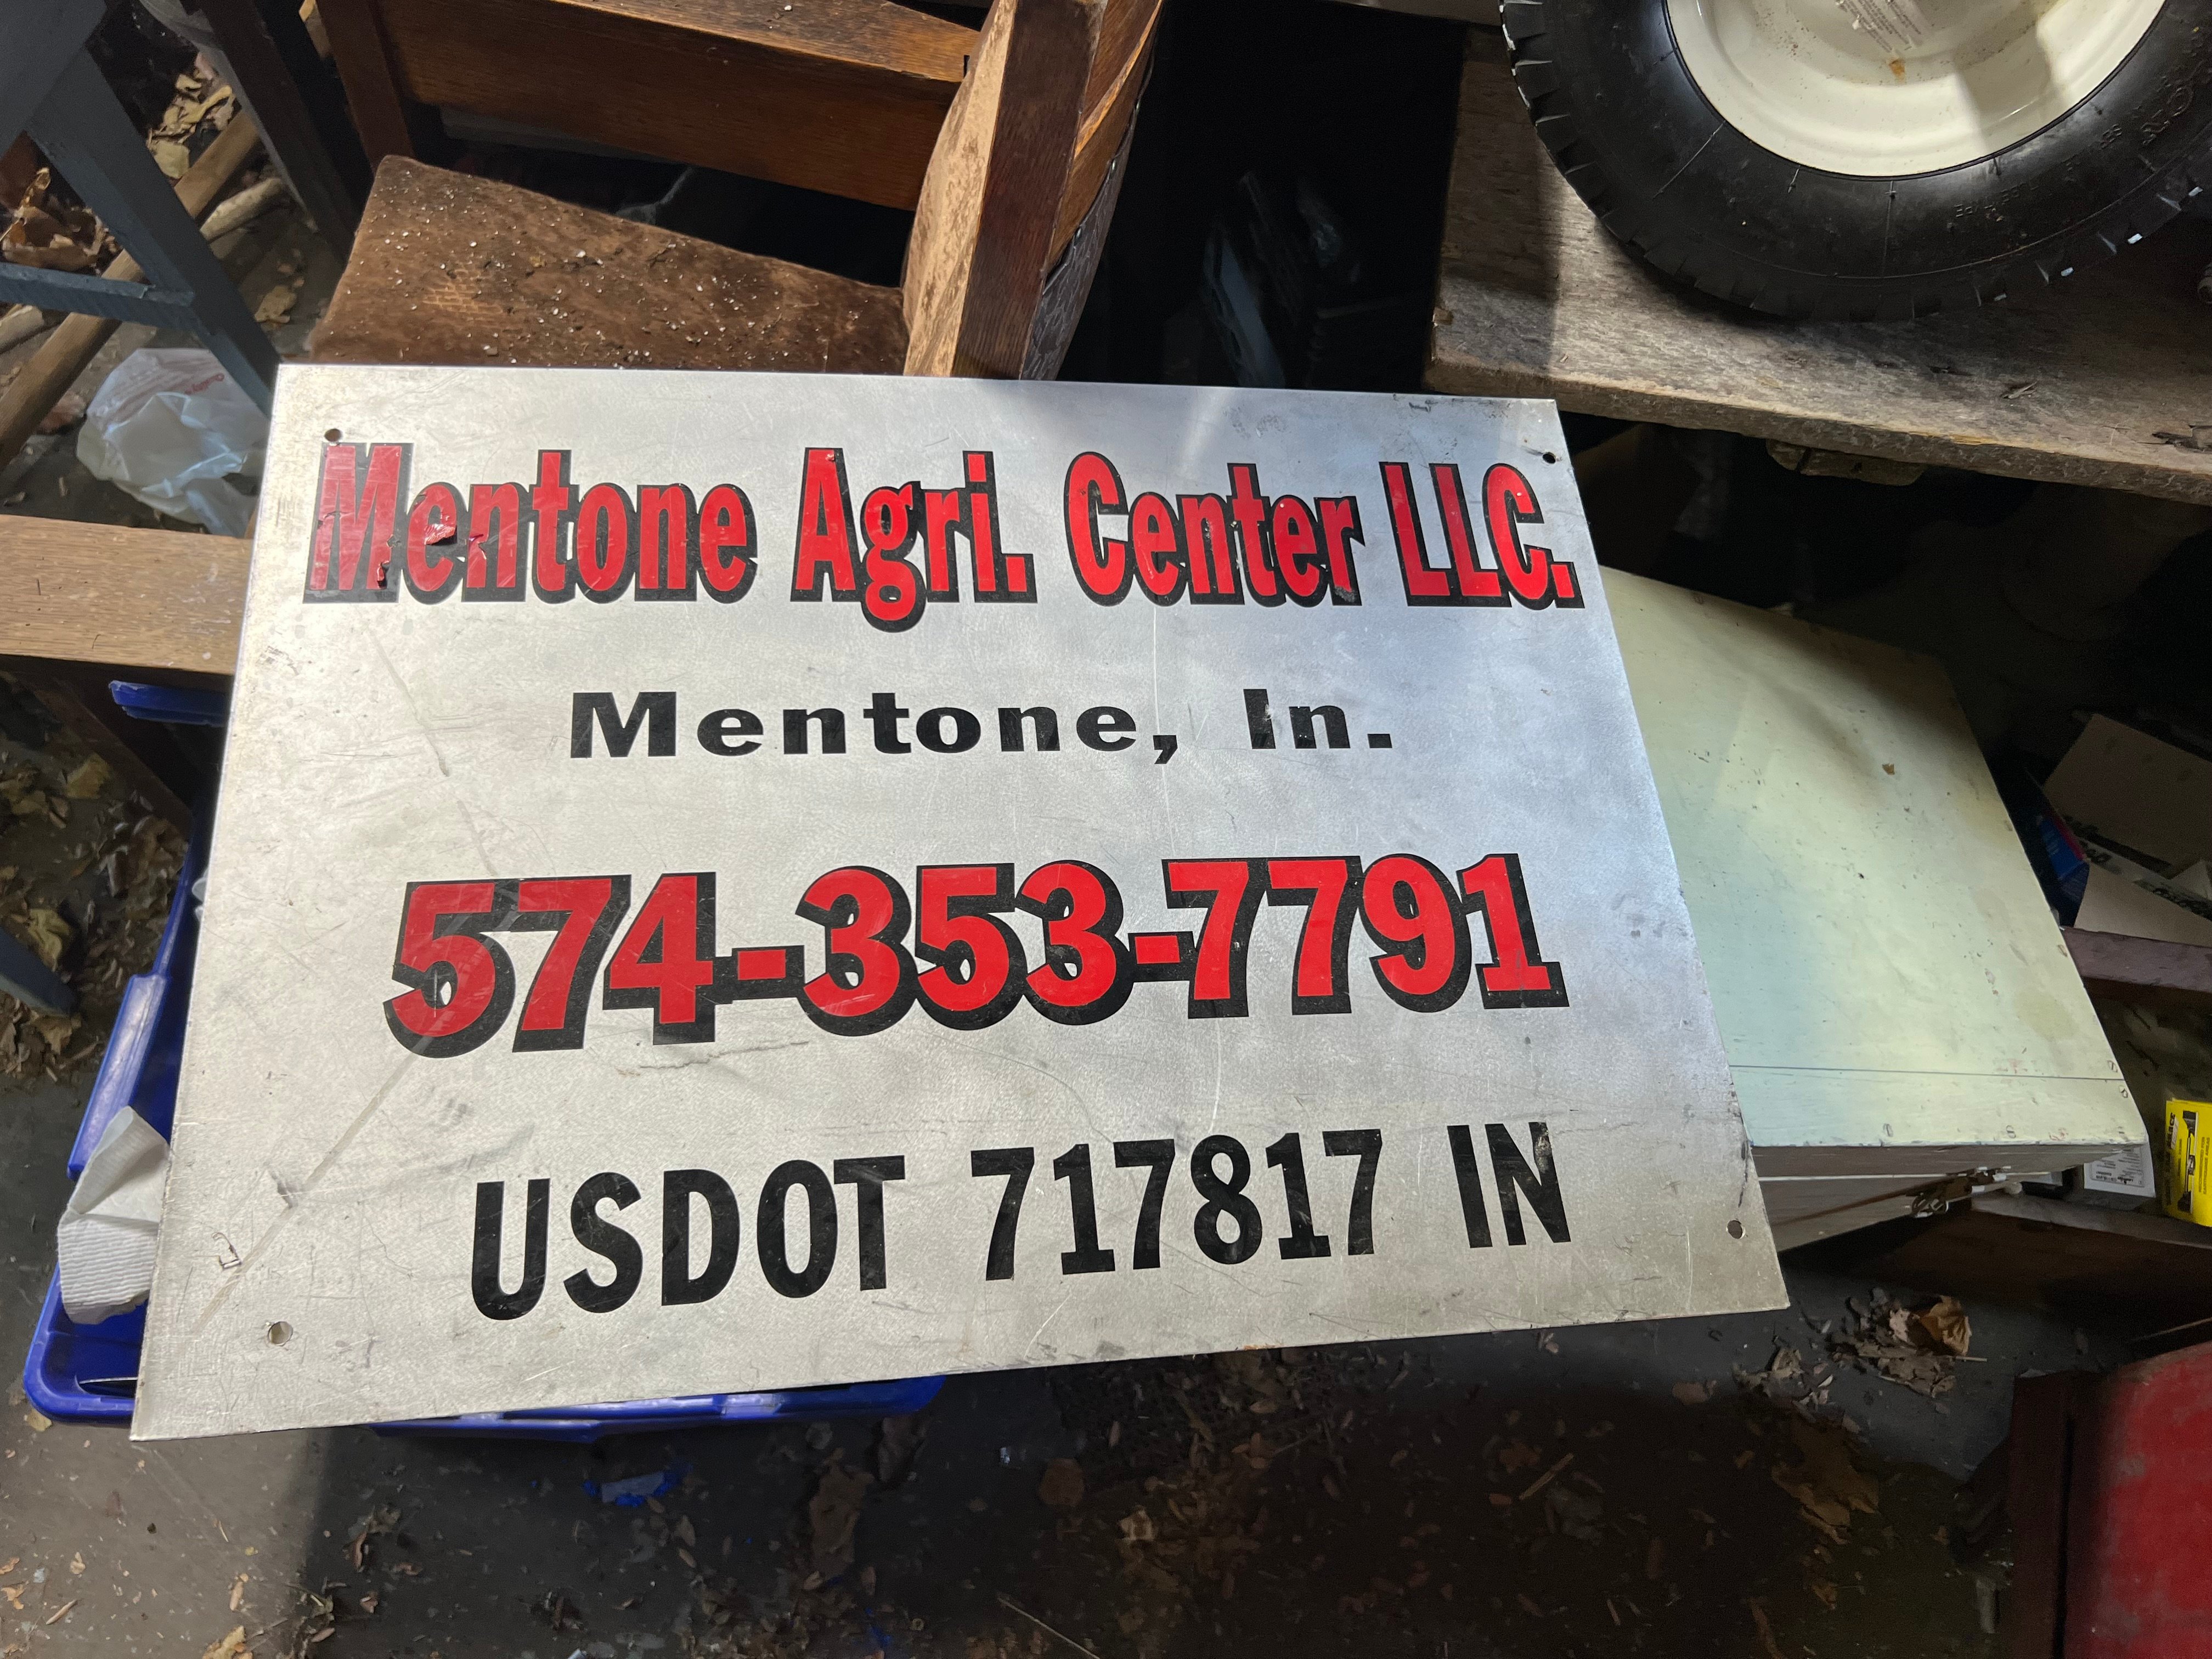 Mentone Agri. Center LLC.
Mentone, In.
574-353-7791
USDOT 717817 IN